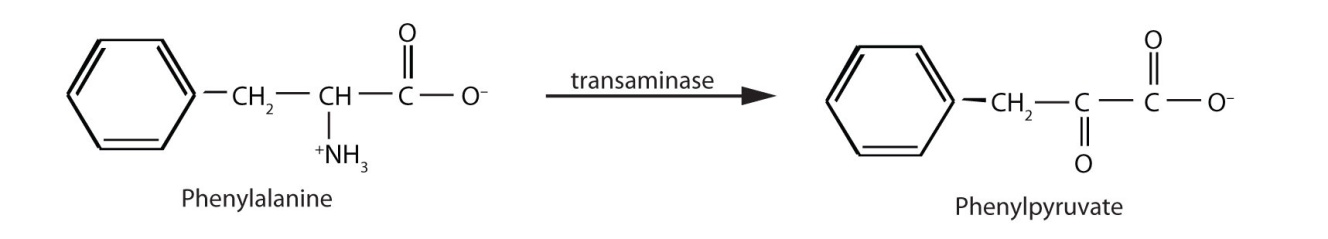 O
CH₂ CH C O⁻
⁺NH₃
Phenylalanine
transaminase
O
CH₂ C C O⁻
O
Phenylpyruvate